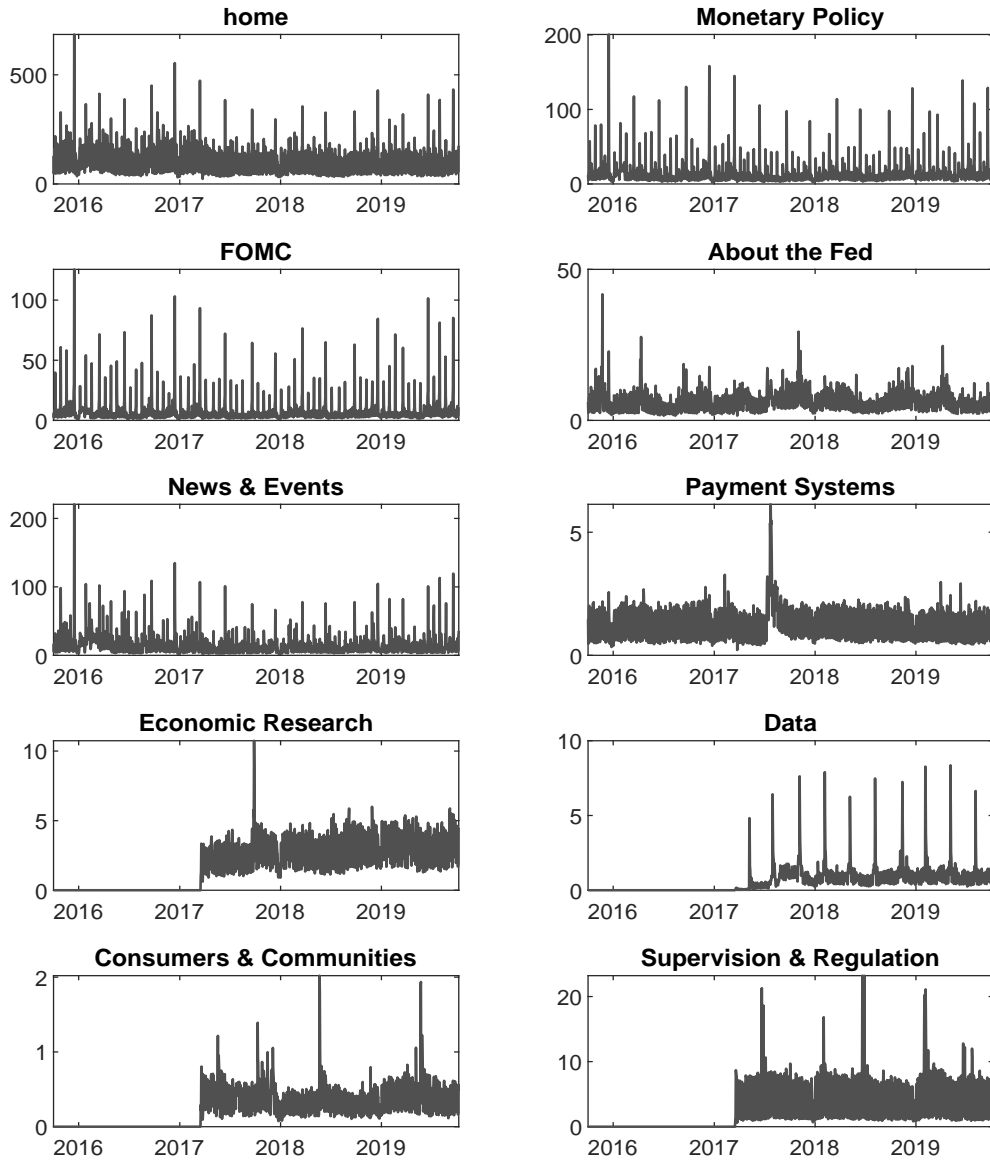 home
500
0
2016 2017 2018 2019
Monetary Policy
200
100
0
2016 2017 2018 2019
FOMC
100
50
0
2016 2017 2018 2019
About the Fed
50
0
2016 2017 2018 2019
News & Events
200
100
0
2016 2017 2018 2019
Payment Systems
5
0
2016 2017 2018 2019
Economic Research
10
5
0
2016 2017 2018 2019
Data
10
5
0
2016 2017 2018 2019
Consumers & Communities
2
1
0
2016 2017 2018 2019
Supervision & Regulation
20
10
0
2016 2017 2018 2019